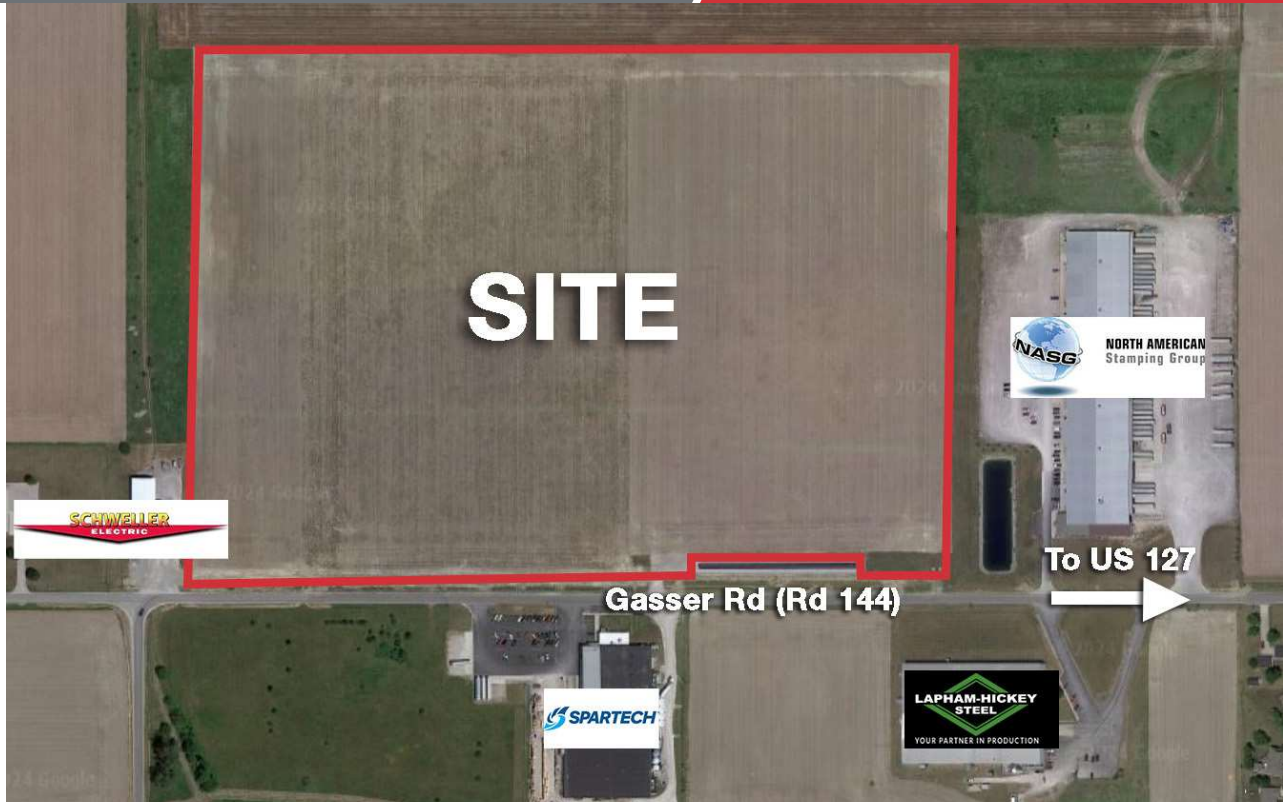 SITE
NASG
NORTH AMERICAN
Stamping Group
SCHWELLER
ELECTRIC
To US 127
Gasser Rd (Rd 144)
SPARTECH
LAPHAM-HICKEY
STEEL
YOUR PARTNER IN PRODUCTION